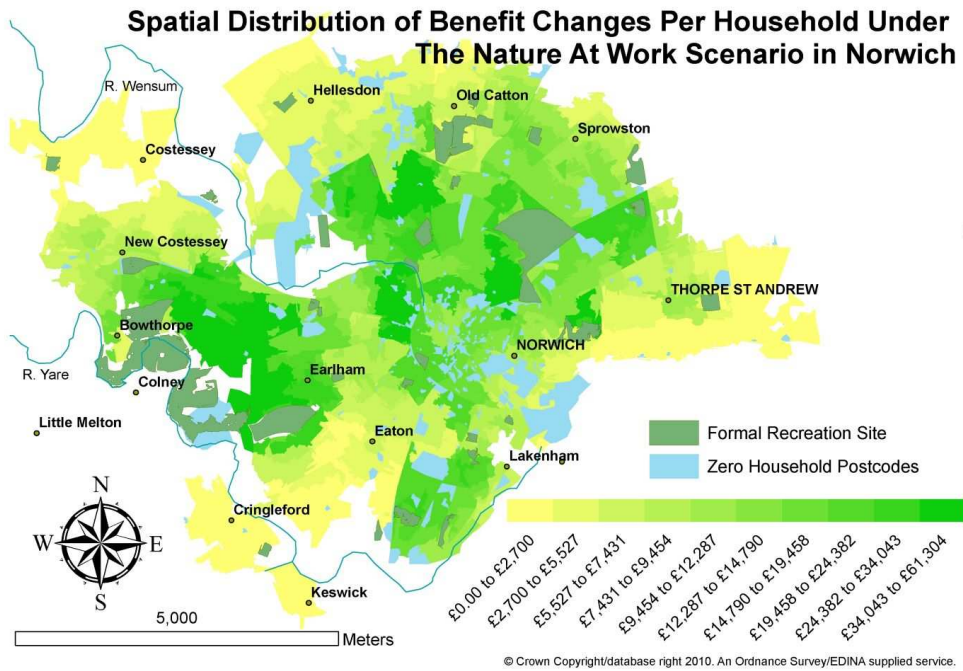 Spatial Distribution of Benefit Changes Per Household Under
The Nature At Work Scenario in Norwich
R. Wensum
Hellesdon
Old Catton
Sprowston
Costessey
New Costessey
THORPE ST ANDREW
Bowthorpe
NORWICH
R. Yare
Colney
Earlham
Little Melton
Eaton
Formal Recreation Site
Lakenham
Zero Household Postcodes
N
W
E
S
Cringleford
Keswick
£0.00 to £2,700
£2,700 to £5,527
£5,527 to £7,431
£7,431 to £9,454
£9,454 to £12,287
£12,287 to £14,790
£14,790 to £19,458
£19,458 to £24,382
£24,382 to £34,043
£34,043 to £61,304
5,000
Meters
© Crown Copyright/database right 2010. An Ordnance Survey/EDINA supplied service.